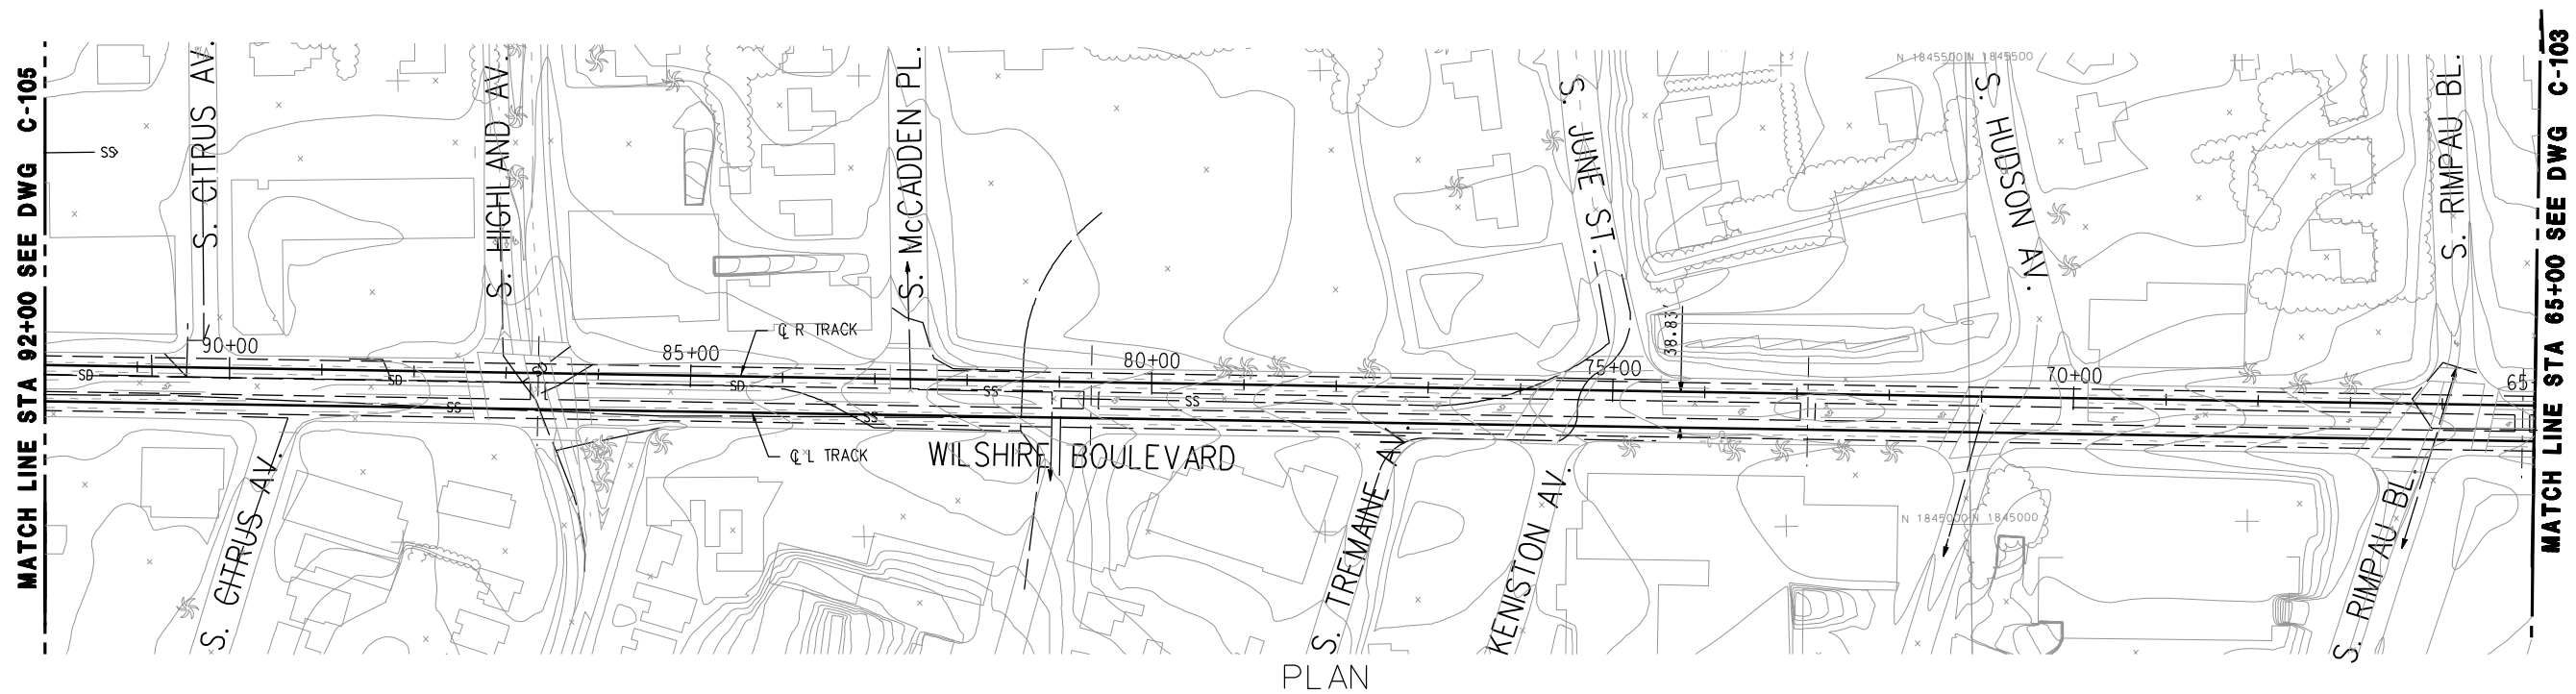 MATCH LINE STA 92+00 SEE DWG C-105
SS
S. CITRUS AV.
S. HIGHLAND AV.
S. McCADDEN PL.
S. JUNE ST.
N 1845500 N 1845500
S. HUDSON AV.
S. RIMPAU BL.
MATCH LINE STA 65+00 SEE DWG C-103
38.83'
90+00
85+00
℄ R TRACK
80+00
75+00
70+00
65
SD
SD
SD
SS
SS
SS
SS
℄ L TRACK
WILSHIRE BOULEVARD
S. CITRUS AV.
S. TREMAINE A.
KENISTON AV.
N 1845000 N 1845000
S. RIMPAU BL.
PLAN